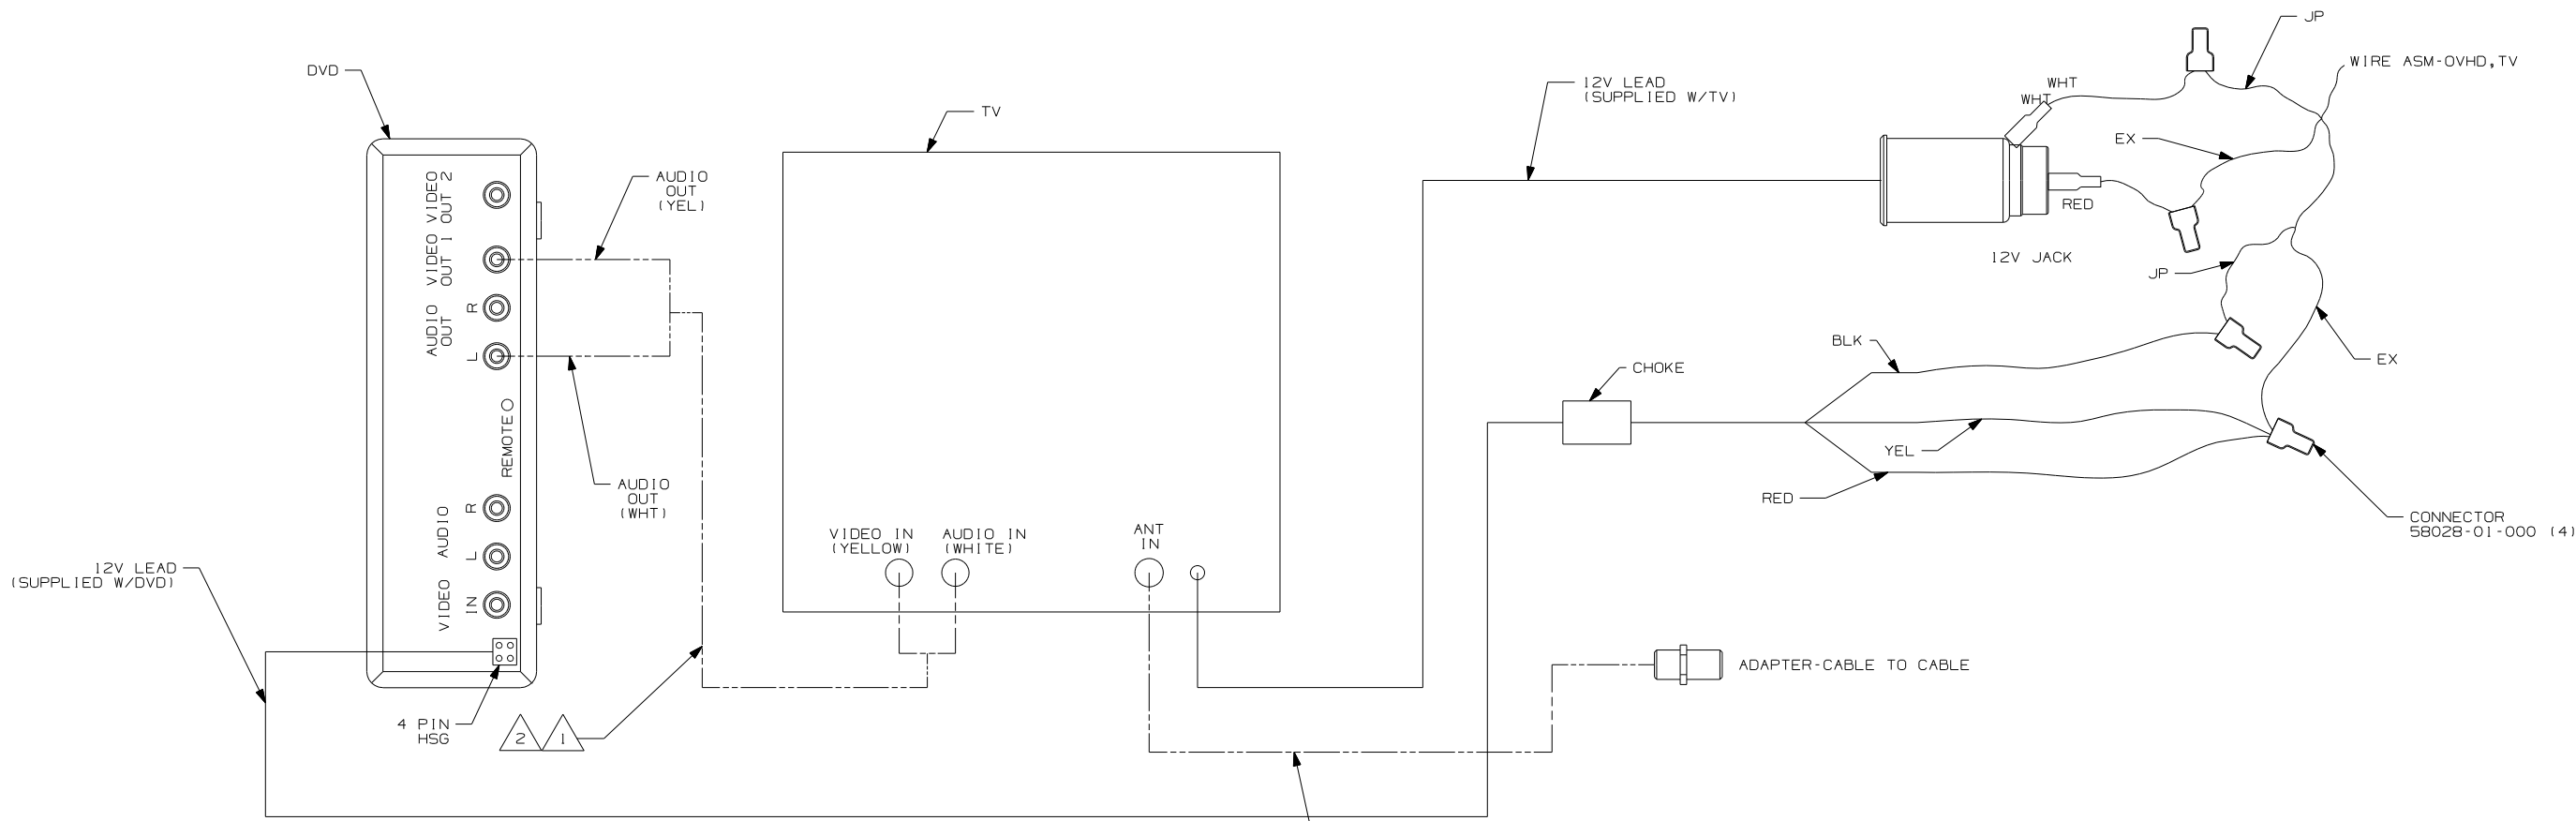 JP
WIRE ASM-OVHD,TV
DVD
12V LEAD
(SUPPLIED W/TV)
WHT
WHT
TV
EX
AUDIO
OUT
(YEL)
VIDEO
OUT 2
VIDEO
OUT 1
RED
12V JACK
JP
AUDIO
OUT
R
L
BLK
CHOKE
EX
REMOTE
YEL
RED
AUDIO
OUT
(WHT)
CONNECTOR
58028-01-000 (4)
AUDIO
R
L
VIDEO IN
(YELLOW)
AUDIO IN
(WHITE)
ANT
IN
12V LEAD
(SUPPLIED W/DVD)
VIDEO
IN
ADAPTER-CABLE TO CABLE
4 PIN
HSG
2
1